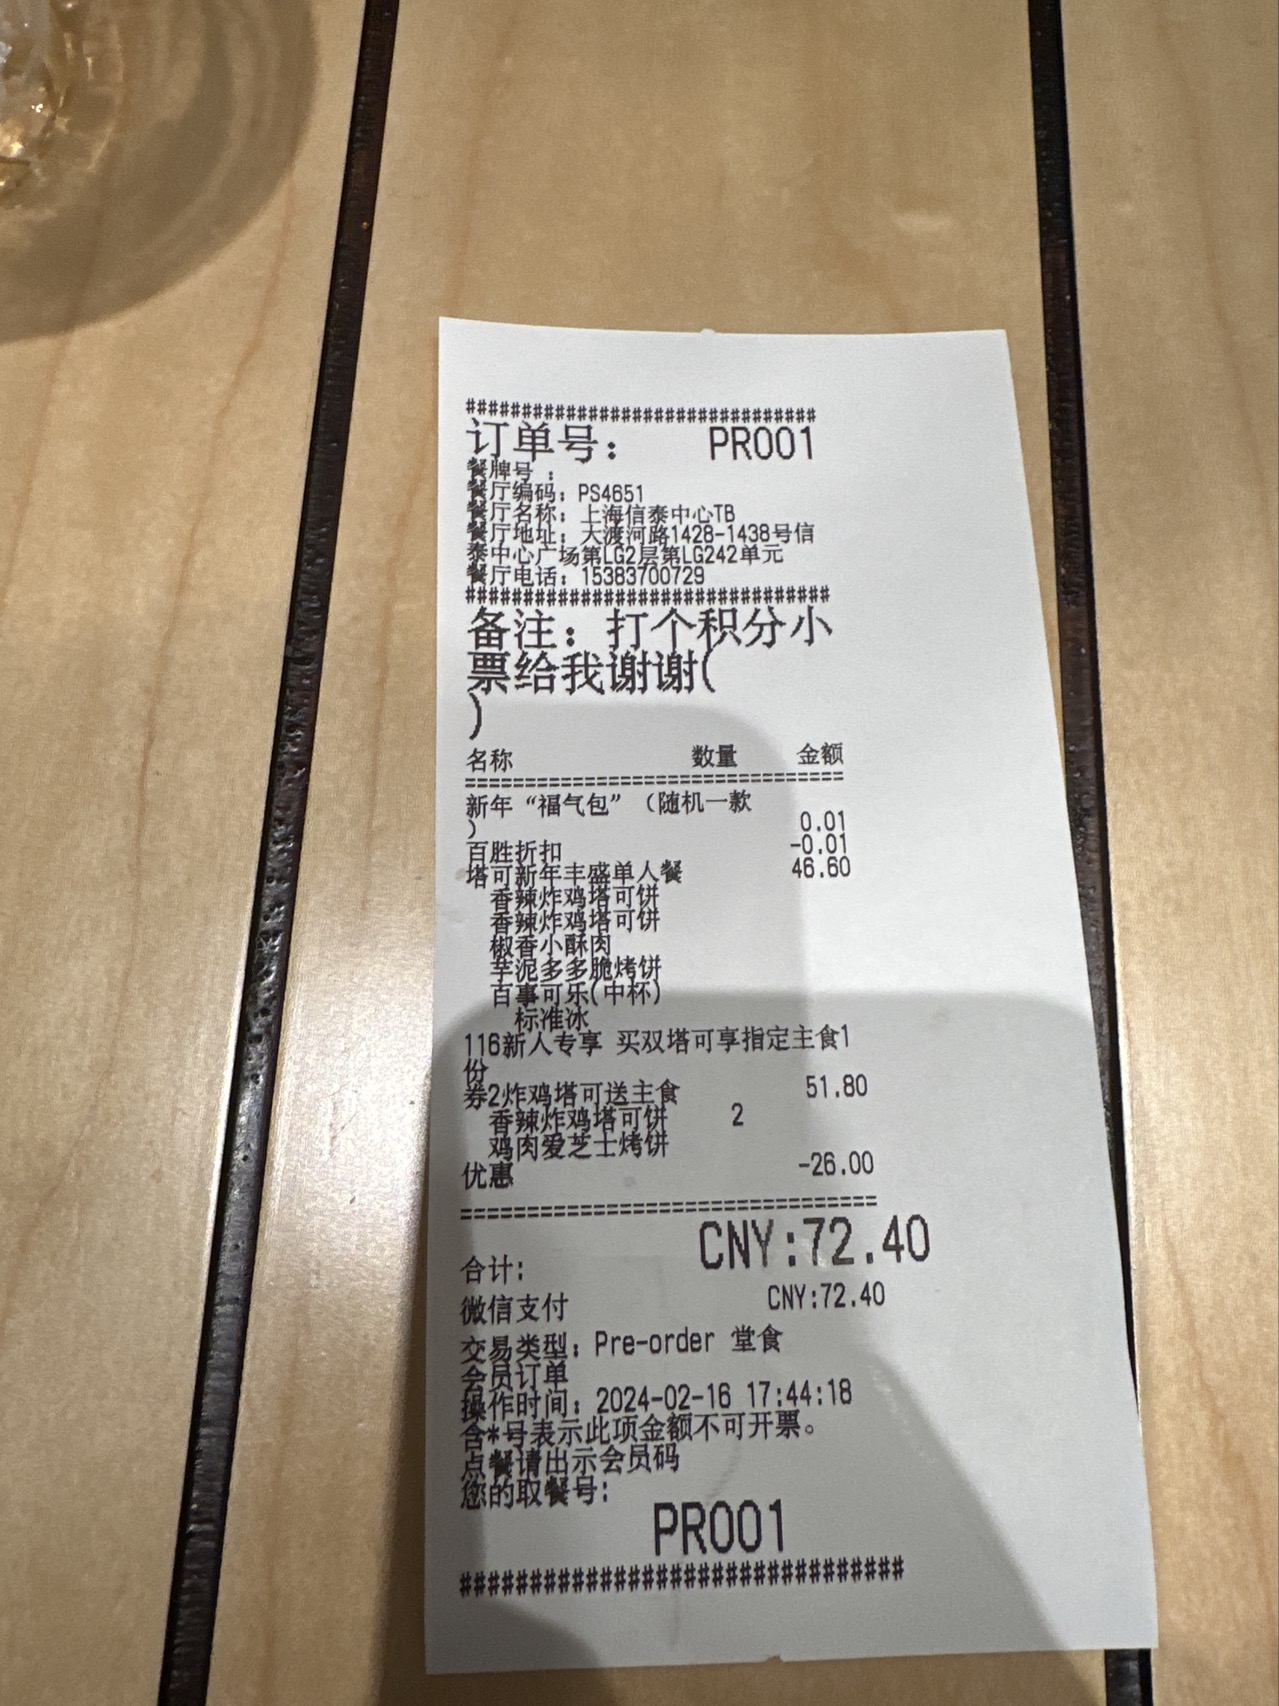 ################################
订单号：  PR001
餐牌号 ：
餐厅编码：PS4651
餐厅名称：上海信泰中心TB
餐厅地址：大渡河路1428-1438号信
泰中心广场第LG2层第LG242单元
餐厅电话：15383700729
################################
备注：打个积分小
票给我谢谢(
)
名称 数量 金额
================================
新年“福气包”（随机一款
） 0.01
百胜折扣 -0.01
塔可新年丰盛单人餐 46.60
香辣炸鸡塔可饼
香辣炸鸡塔可饼
椒香小酥肉
芋泥多多脆烤饼
百事可乐(中杯)
标准冰
116新人专享 买双塔可享指定主食1
份
券2炸鸡塔可送主食 51.80
香辣炸鸡塔可饼 2
鸡肉爱芝士烤饼
优惠 -26.00
================================
合计: CNY:72.40
微信支付 CNY:72.40
交易类型：Pre-order 堂食
会员订单
操作时间：2024-02-16 17:44:18
含*号表示此项金额不可开票。
点餐请出示会员码
您的取餐号:
PR001
################################